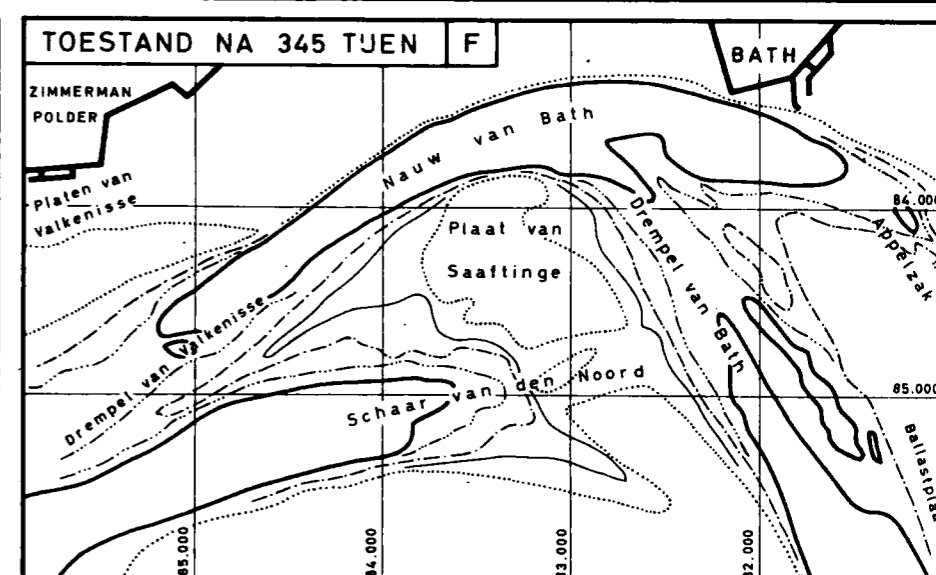 TOESTAND NA 345 TIJEN
F
BATH
ZIMMERMAN
POLDER
Nauw van Bath
Platen van
Valkenisse
84.000
Plaat van
Saaftinge
Drempel van Bath
Appelzak
Drempel van Valkenisse
Schaar van den Noord
85.000
85.000
84.000
83.000
82.000